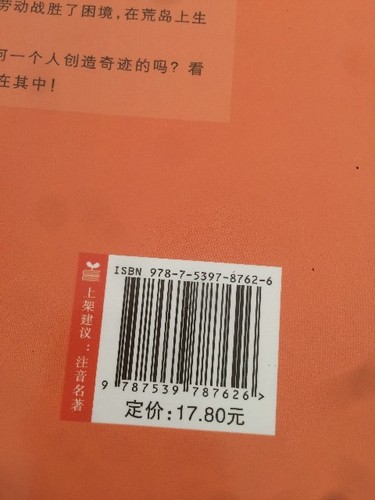 劳动战胜了困境,在荒岛上生
何一个人创造奇迹的吗?看
在其中!
ISBN 978-7-5397-8762-6
上架建议:注音名著
9 787539 787626>
定价:17.80元